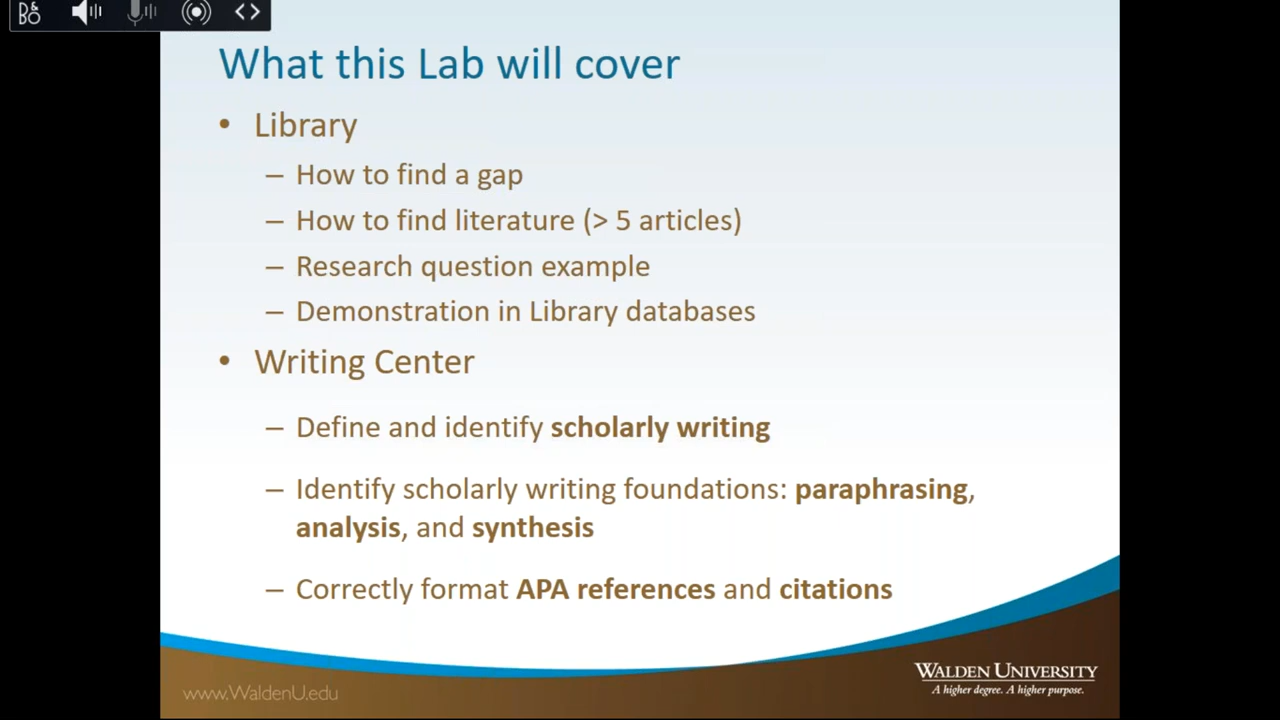 B&O
What this Lab will cover
• Library
– How to find a gap
– How to find literature (> 5 articles)
– Research question example
– Demonstration in Library databases
• Writing Center
– Define and identify scholarly writing
– Identify scholarly writing foundations: paraphrasing,
analysis, and synthesis
– Correctly format APA references and citations
www.WaldenU.edu
WALDEN UNIVERSITY
A higher degree. A higher purpose.